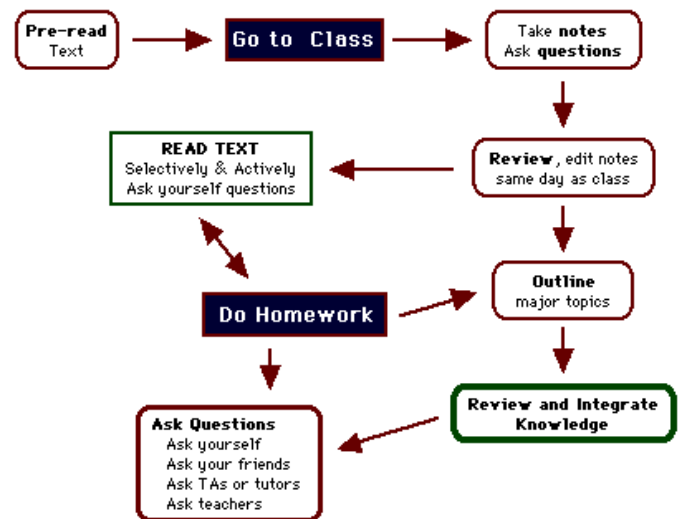 Pre-read
Text
Go to Class
Take notes
Ask questions
READ TEXT
Selectively & Actively
Ask yourself questions
Review, edit notes
same day as class
Do Homework
Outline
major topics
Ask Questions
Ask yourself
Ask your friends
Ask TAs or tutors
Ask teachers
Review and Integrate
Knowledge